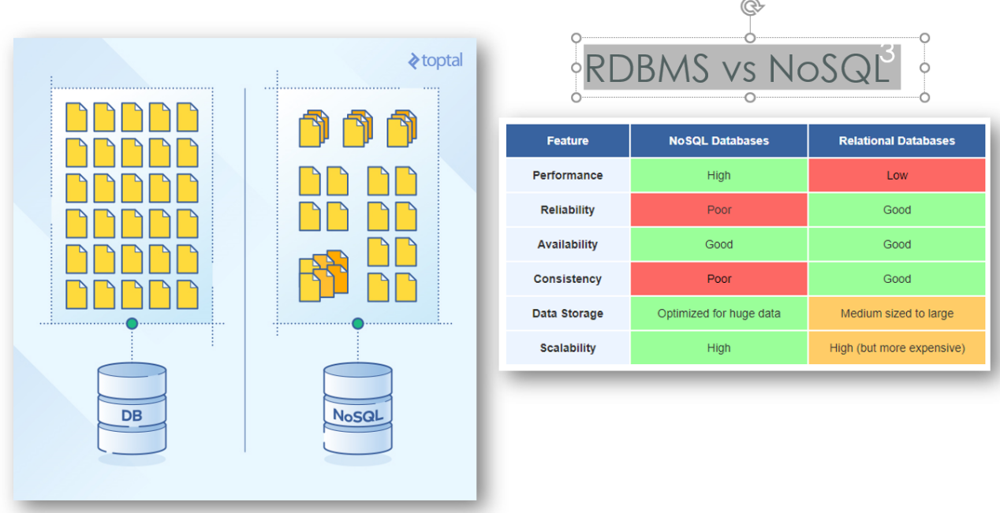 toptal
DB
NoSQL
RDBMS vs NoSQL
3
Feature NoSQL Databases Relational Databases
Performance High Low
Reliability Poor Good
Availability Good Good
Consistency Poor Good
Data Storage Optimized for huge data Medium sized to large
Scalability High High (but more expensive)